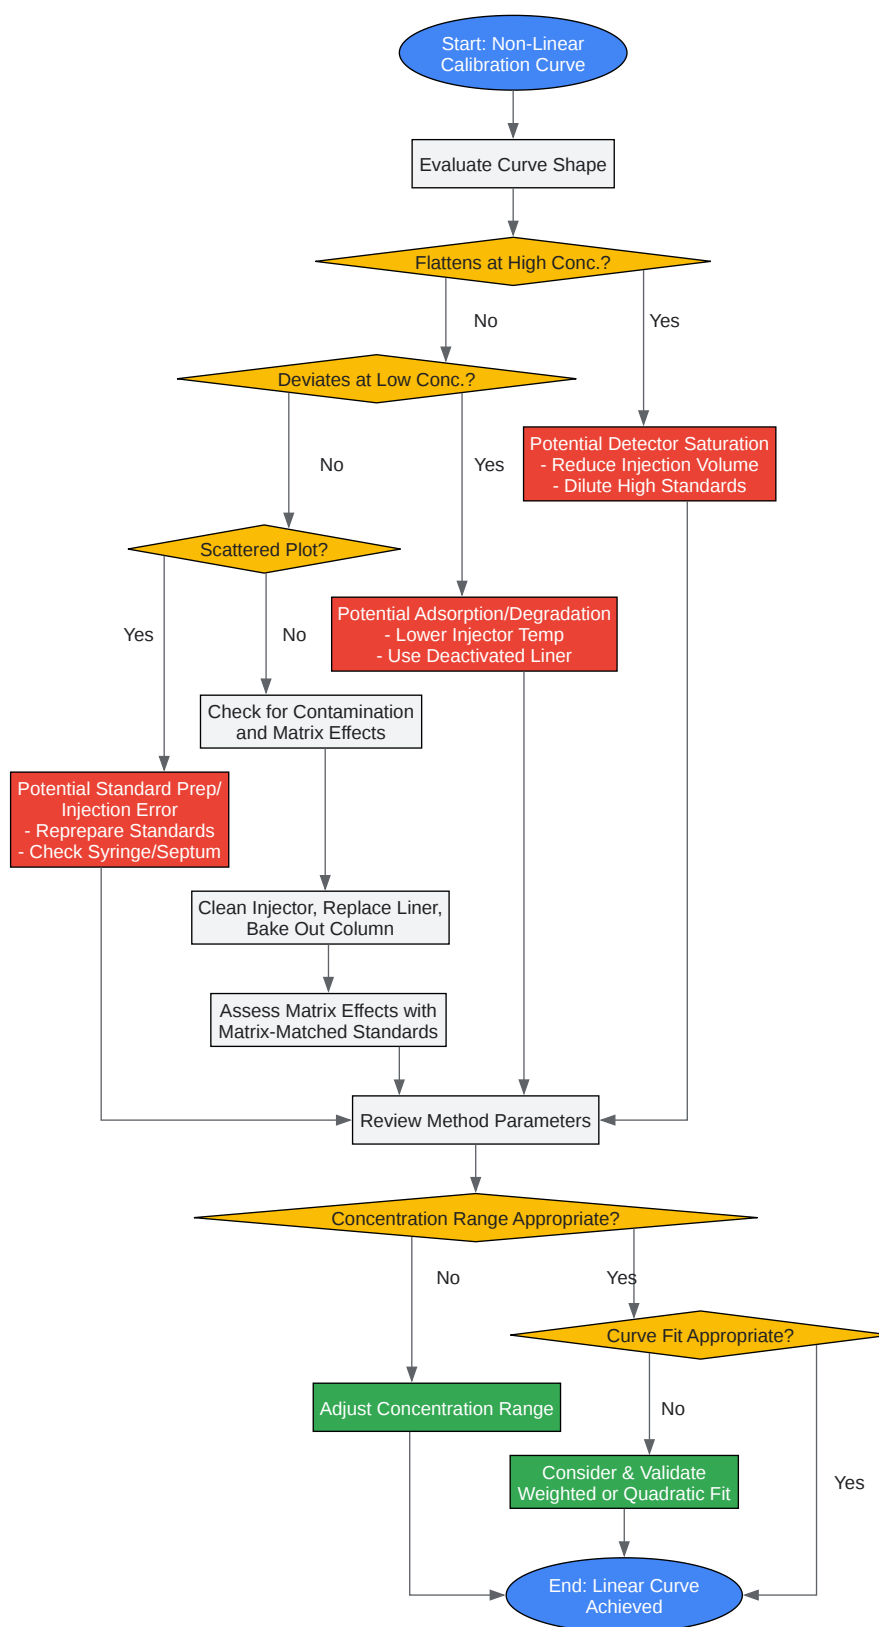 Start: Non-Linear
Calibration Curve
Evaluate Curve Shape
Flattens at High Conc.?
No
Yes
Deviates at Low Conc.?
Potential Detector Saturation
- Reduce Injection Volume
- Dilute High Standards
No
Yes
Scattered Plot?
Potential Adsorption/Degradation
- Lower Injector Temp
- Use Deactivated Liner
Yes
No
Check for Contamination
and Matrix Effects
Potential Standard Prep/
Injection Error
- Reprepare Standards
- Check Syringe/Septum
Clean Injector, Replace Liner,
Bake Out Column
Assess Matrix Effects with
Matrix-Matched Standards
Review Method Parameters
Concentration Range Appropriate?
No
Yes
Curve Fit Appropriate?
Adjust Concentration Range
No
Consider & Validate
Weighted or Quadratic Fit
Yes
End: Linear Curve
Achieved